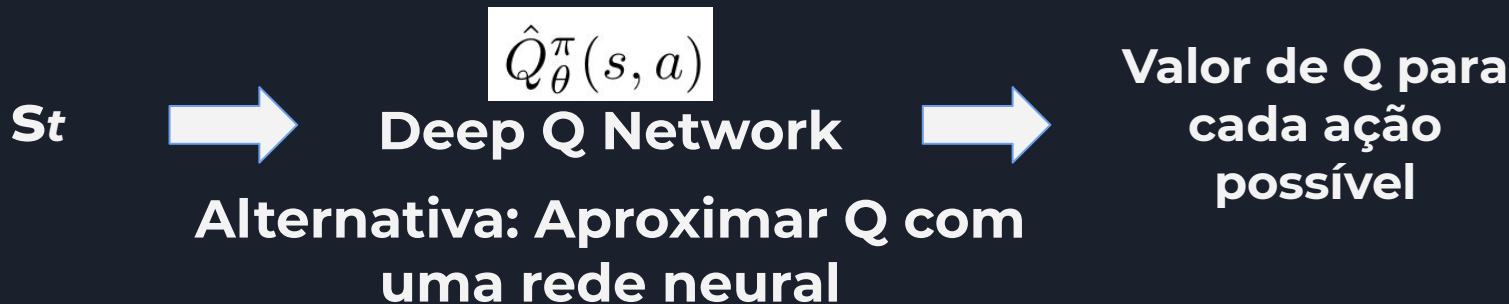 St
Q̂^π_θ(s, a)
Deep Q Network
Alternativa: Aproximar Q com
uma rede neural
Valor de Q para
cada ação
possível